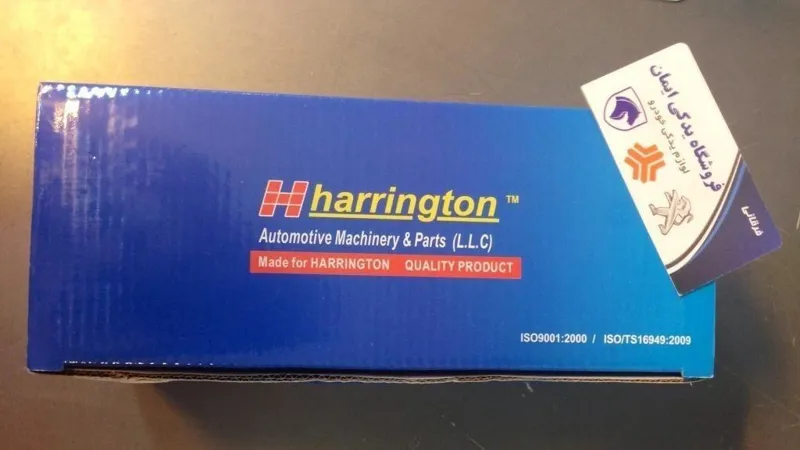 harrington ™
Automotive Machinery & Parts (L.L.C)
Made for HARRINGTON QUALITY PRODUCT
ISO9001:2000 / ISO/TS16949:2009
فروشگاه یدکی ایمان
لوازم یدکی خودرو
فرقانی